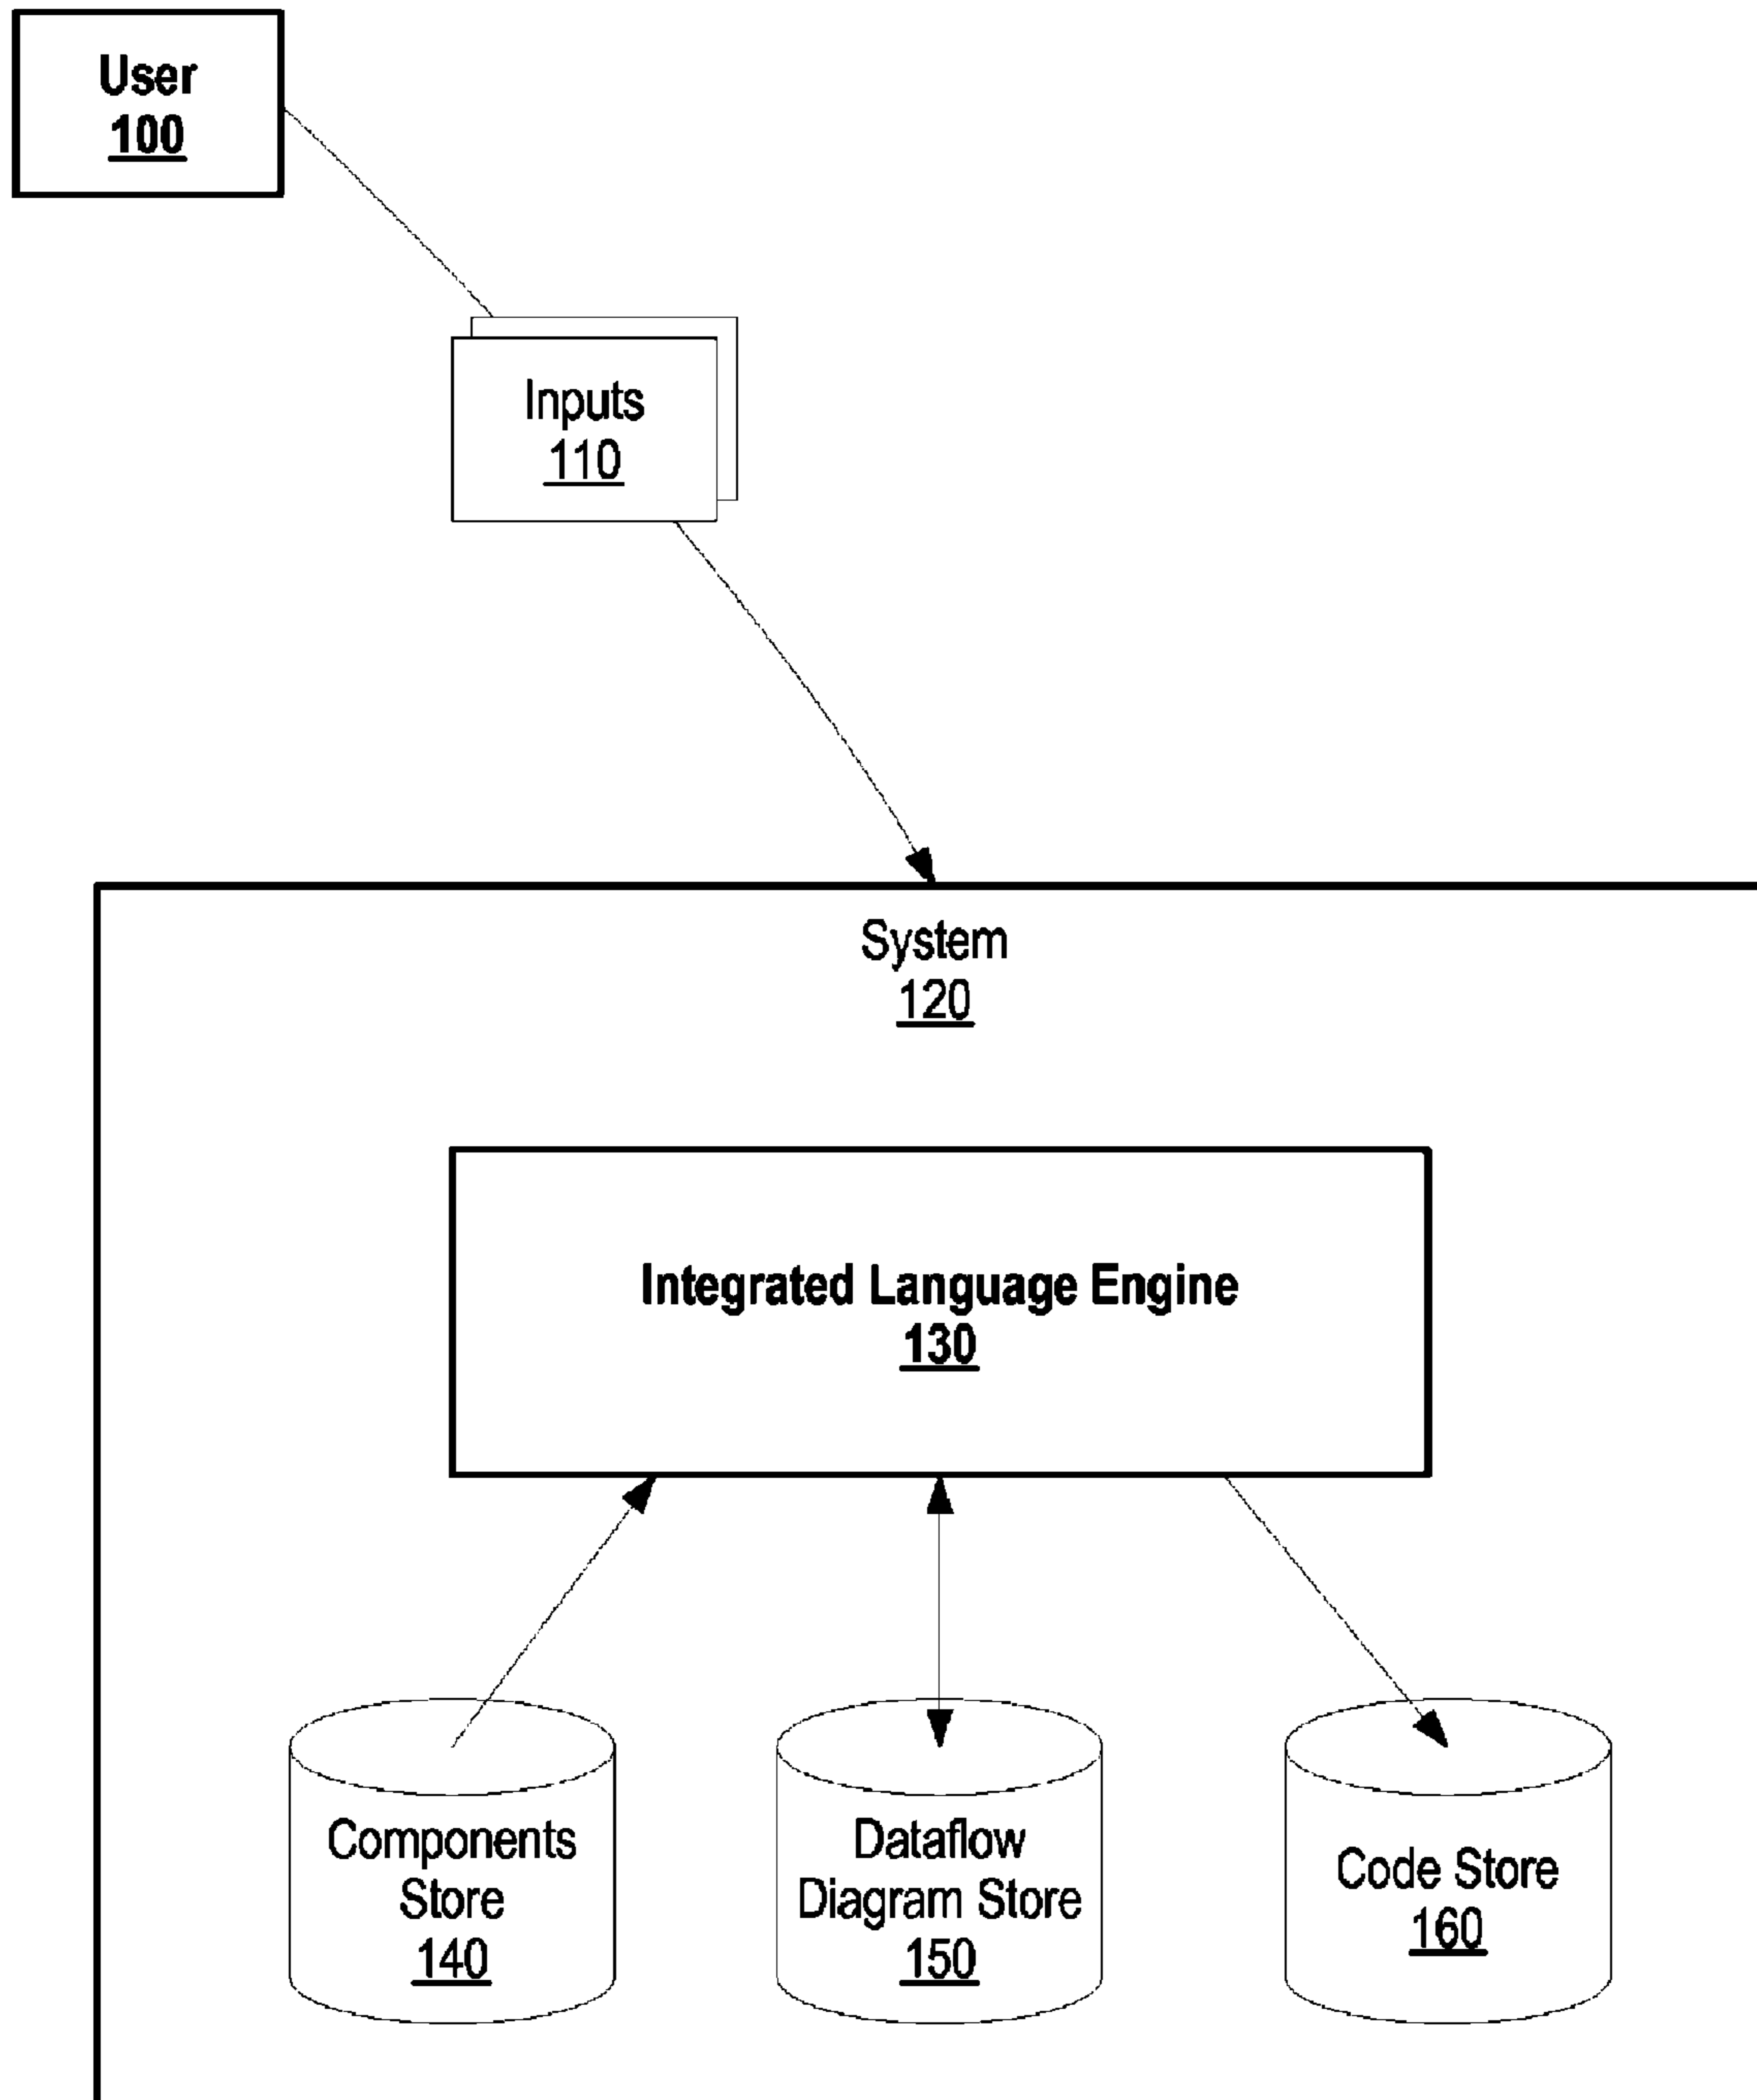 User
100
Inputs
110
System
120
Integrated Language Engine
130
Components
Store
140
Dataflow
Diagram Store
150
Code Store
160